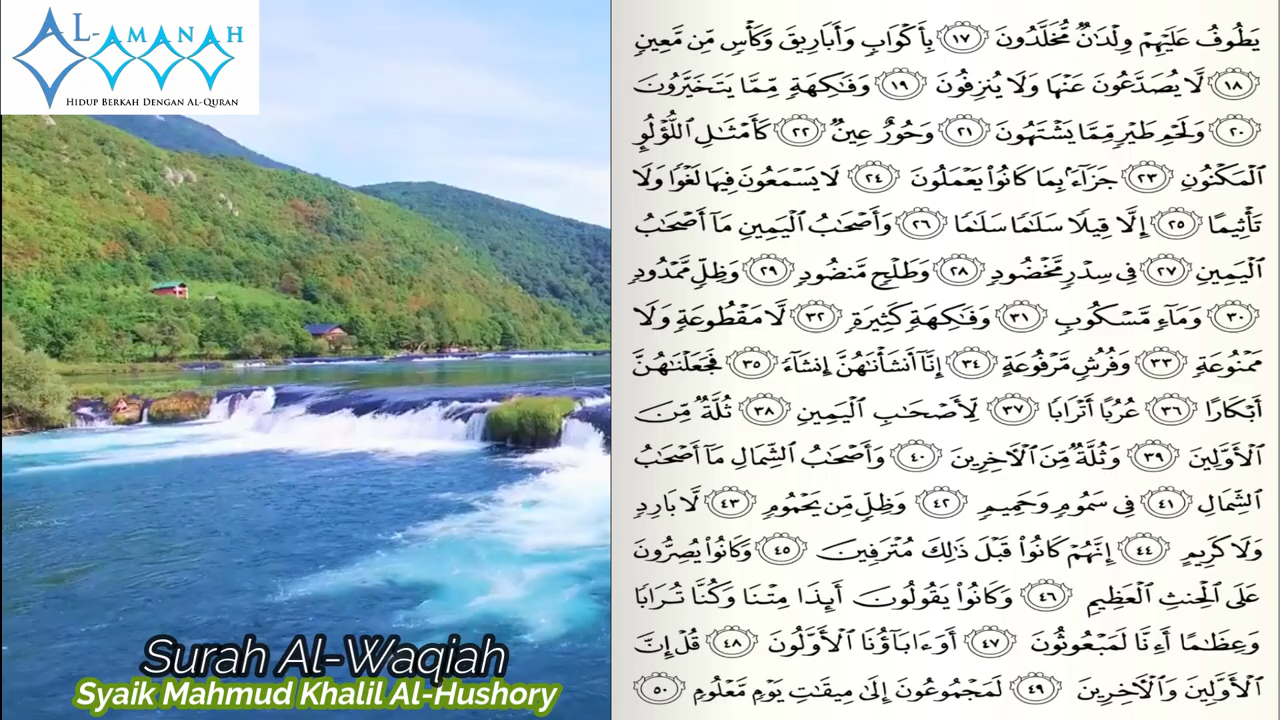 AL-AMANAH
HIDUP BERKAH DENGAN AL-QURAN
Surah Al-Waqiah
Syaik Mahmud Khalil Al-Hushory
يَطُوفُ عَلَيْهِمْ وِلْدَٰنٌ مُّخَلَّدُونَ ١٧ بِأَكْوَابٍ وَأَبَارِيقَ وَكَأْسٍ مِّن مَّعِينٍ
١٨ لَّا يُصَدَّعُونَ عَنْهَا وَلَا يُنزِفُونَ ١٩ وَفَـٰكِهَةٍ مِّمَّا يَتَخَيَّرُونَ
٢٠ وَلَحْمِ طَيْرٍ مِّمَّا يَشْتَهُونَ ٢١ وَحُورٌ عِينٌ ٢٢ كَأَمْثَـٰلِ ٱللُّؤْلُؤِ
ٱلْمَكْنُونِ ٢٣ جَزَآءًۢ بِمَا كَانُوا۟ يَعْمَلُونَ ٢٤ لَا يَسْمَعُونَ فِيهَا لَغْوًا وَلَا
تَأْثِيمًا ٢٥ إِلَّا قِيلًا سَلَـٰمًا سَلَـٰمًا ٢٦ وَأَصْحَـٰبُ ٱلْيَمِينِ مَآ أَصْحَـٰبُ
ٱلْيَمِينِ ٢٧ فِى سِدْرٍ مَّخْضُودٍ ٢٨ وَطَلْحٍ مَّنضُودٍ ٢٩ وَظِلٍّ مَّمْدُودٍ
٣٠ وَمَآءٍ مَّسْكُوبٍ ٣١ وَفَـٰكِهَةٍ كَثِيرَةٍ ٣٢ لَّا مَقْطُوعَةٍ وَلَا
مَمْنُوعَةٍ ٣٣ وَفُرُشٍ مَّرْفُوعَةٍ ٣٤ إِنَّآ أَنشَأْنَـٰهُنَّ إِنشَآءً ٣٥ فَجَعَلْنَـٰهُنَّ
أَبْكَارًا ٣٦ عُرُبًا أَتْرَابًا ٣٧ لِّأَصْحَـٰبِ ٱلْيَمِينِ ٣٨ ثُلَّةٌ مِّنَ
ٱلْأَوَّلِينَ ٣٩ وَثُلَّةٌ مِّنَ ٱلْـَٔاخِرِينَ ٤٠ وَأَصْحَـٰبُ ٱلشِّمَالِ مَآ أَصْحَـٰبُ
ٱلشِّمَالِ ٤١ فِى سَمُومٍ وَحَمِيمٍ ٤٢ وَظِلٍّ مِّن يَحْمُومٍ ٤٣ لَّا بَارِدٍ
وَلَا كَرِيمٍ ٤٤ إِنَّهُمْ كَانُوا۟ قَبْلَ ذَٰلِكَ مُتْرَفِينَ ٤٥ وَكَانُوا۟ يُصِرُّونَ
عَلَى ٱلْحِنثِ ٱلْعَظِيمِ ٤٦ وَكَانُوا۟ يَقُولُونَ أَئِذَا مِتْنَا وَكُنَّا تُرَابًا
وَعِظَـٰمًا أَءِنَّا لَمَبْعُوثُونَ ٤٧ أَوَءَابَآؤُنَا ٱلْأَوَّلُونَ ٤٨ قُلْ إِنَّ
ٱلْأَوَّلِينَ وَٱلْـَٔاخِرِينَ ٤٩ لَمَجْمُوعُونَ إِلَىٰ مِيقَـٰتِ يَوْمٍ مَّعْلُومٍ ٥٠